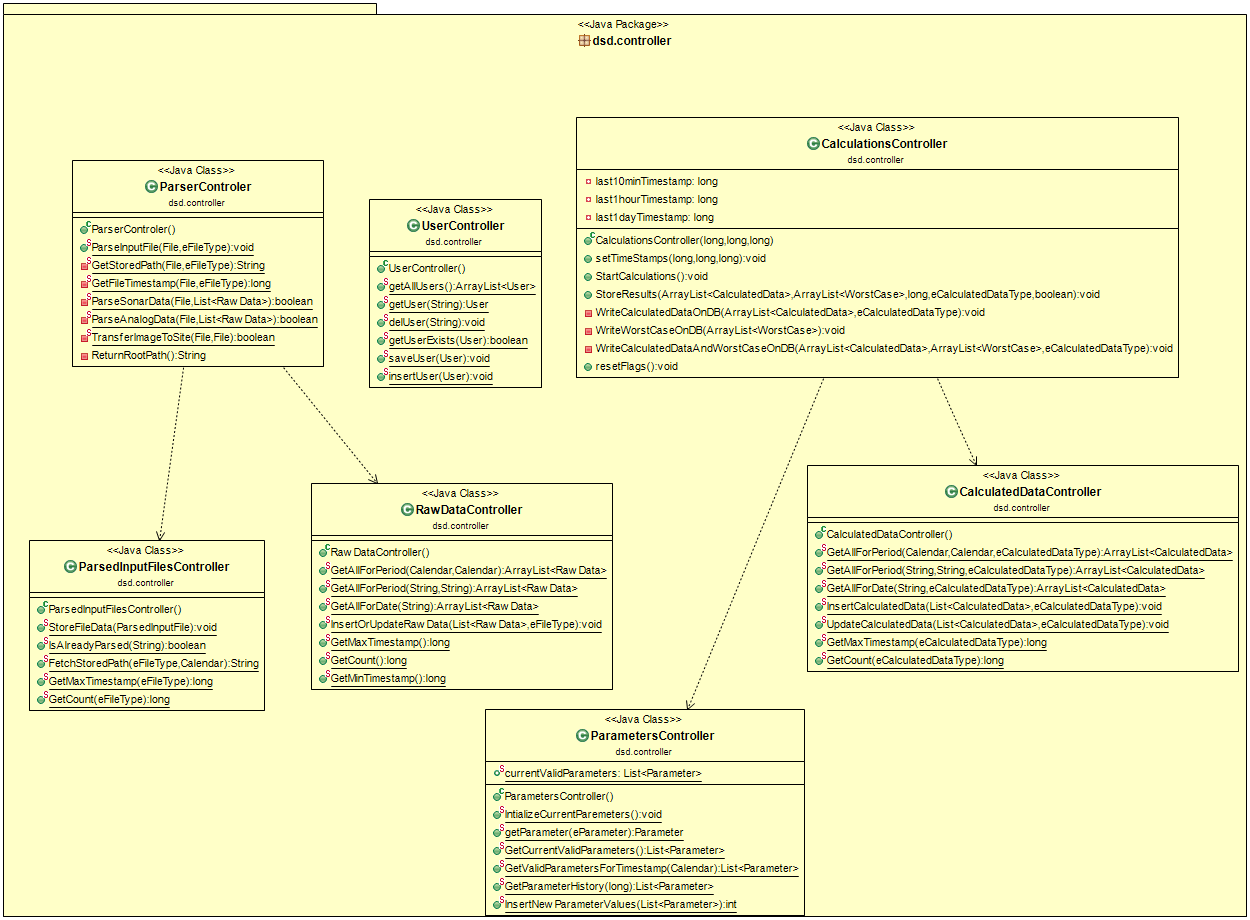 <<Java Package>>
dsd.controller
<<Java Class>>
ParserControler
dsd.controller
ParserControler()
ParseInputFile(File,eFileType):void
GetStoredPath(File,eFileType):String
GetFileTimestamp(File,eFileType):long
ParseSonarData(File,List<Raw Data>):boolean
ParseAnalogData(File,List<Raw Data>):boolean
TransferImageToSite(File,File):boolean
ReturnRootPath():String
<<Java Class>>
UserController
dsd.controller
UserController()
getAllUsers():ArrayList<User>
getUser(String):User
delUser(String):void
getUserExists(User):boolean
saveUser(User):void
insertUser(User):void
<<Java Class>>
CalculationsController
dsd.controller
last10minTimestamp: long
last1hourTimestamp: long
last1dayTimestamp: long
CalculationsController(long,long,long)
setTimeStamps(long,long,long):void
StartCalculations():void
StoreResults(ArrayList<CalculatedData>,ArrayList<WorstCase>,long,eCalculatedDataType,boolean):void
WriteCalculatedDataOnDB(ArrayList<CalculatedData>,eCalculatedDataType):void
WriteWorstCaseOnDB(ArrayList<WorstCase>):void
WriteCalculatedDataAndWorstCaseOnDB(ArrayList<CalculatedData>,ArrayList<WorstCase>,eCalculatedDataType):void
resetFlags():void
<<Java Class>>
ParsedInputFilesController
dsd.controller
ParsedInputFilesController()
StoreFileData(ParsedInputFile):void
IsAlreadyParsed(String):boolean
FetchStoredPath(eFileType,Calendar):String
GetMaxTimestamp(eFileType):long
GetCount(eFileType):long
<<Java Class>>
RawDataController
dsd.controller
Raw DataController()
GetAllForPeriod(Calendar,Calendar):ArrayList<Raw Data>
GetAllForPeriod(String,String):ArrayList<Raw Data>
GetAllForDate(String):ArrayList<Raw Data>
InsertOrUpdateRaw Data(List<Raw Data>,eFileType):void
GetMaxTimestamp():long
GetCount():long
GetMinTimestamp():long
<<Java Class>>
CalculatedDataController
dsd.controller
CalculatedDataController()
GetAllForPeriod(Calendar,Calendar,eCalculatedDataType):ArrayList<CalculatedData>
GetAllForPeriod(String,String,eCalculatedDataType):ArrayList<CalculatedData>
GetAllForDate(String,eCalculatedDataType):ArrayList<CalculatedData>
InsertCalculatedData(List<CalculatedData>,eCalculatedDataType):void
UpdateCalculatedData(List<CalculatedData>,eCalculatedDataType):void
GetMaxTimestamp(eCalculatedDataType):long
GetCount(eCalculatedDataType):long
<<Java Class>>
ParametersController
dsd.controller
currentValidParameters: List<Parameter>
ParametersController()
IntializeCurrentParemeters():void
getParameter(eParameter):Parameter
GetCurrentValidParameters():List<Parameter>
GetValidParametersForTimestamp(Calendar):List<Parameter>
GetParameterHistory(long):List<Parameter>
InsertNew ParameterValues(List<Parameter>):int